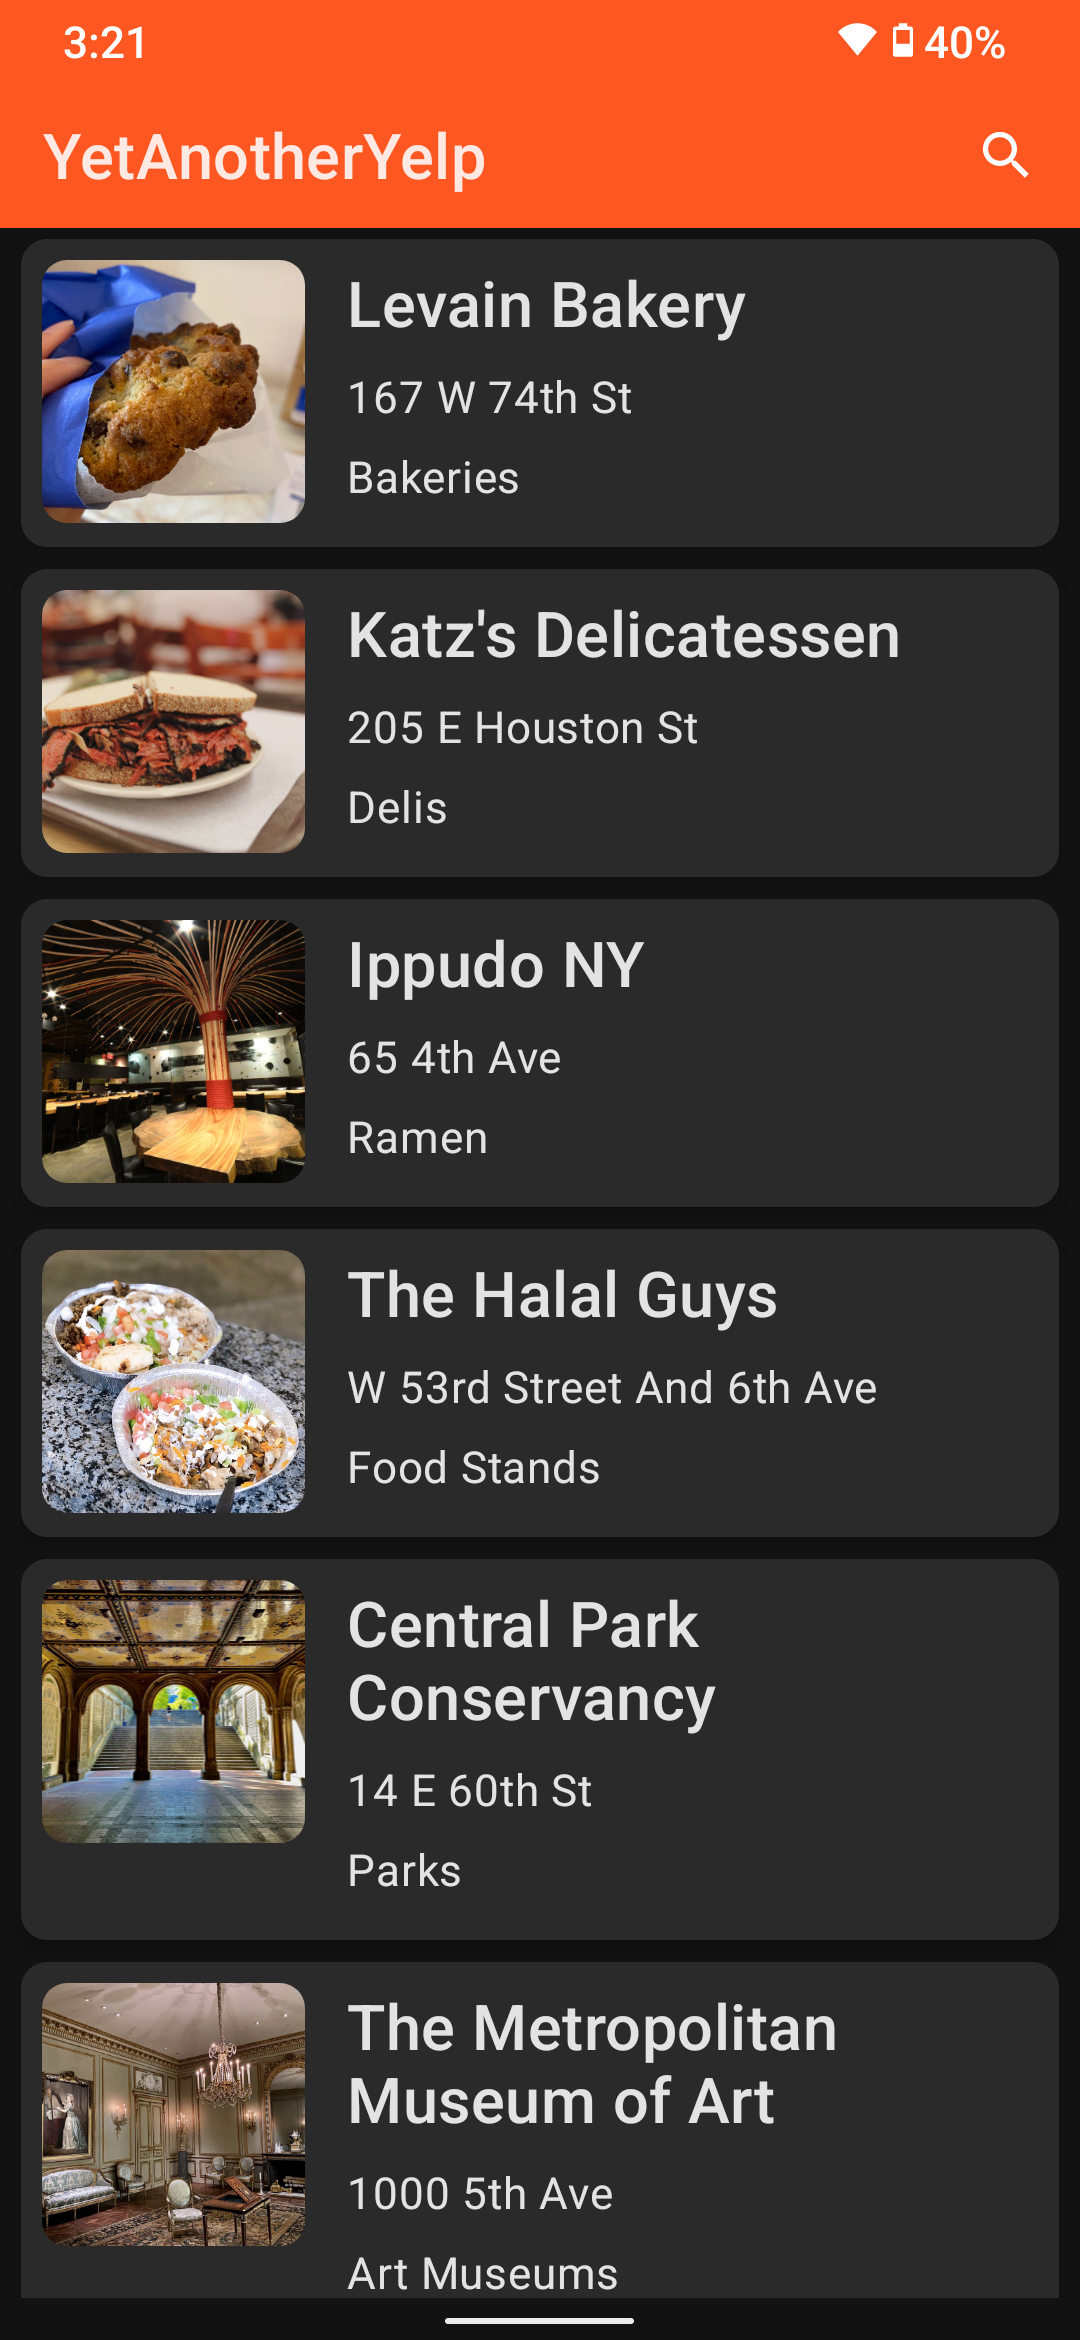 3:21
40%
YetAnotherYelp
Levain Bakery
167 W 74th St
Bakeries
Katz's Delicatessen
205 E Houston St
Delis
Ippudo NY
65 4th Ave
Ramen
The Halal Guys
W 53rd Street And 6th Ave
Food Stands
Central Park
Conservancy
14 E 60th St
Parks
The Metropolitan
Museum of Art
1000 5th Ave
Art Museums